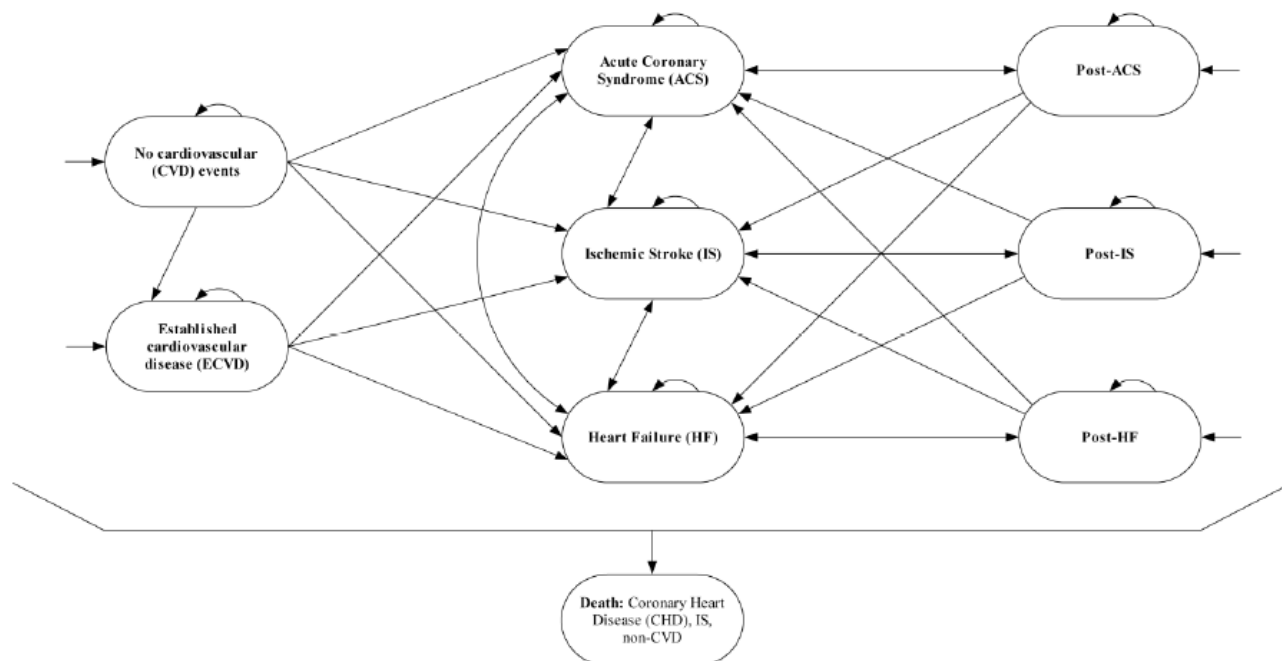 Acute Coronary
Syndrome (ACS)
Post-ACS
No cardiovascular
(CVD) events
Ischemic Stroke (IS)
Post-IS
Established
cardiovascular
disease (ECVD)
Heart Failure (HF)
Post-HF
Death: Coronary Heart
Disease (CHD), IS,
non-CVD